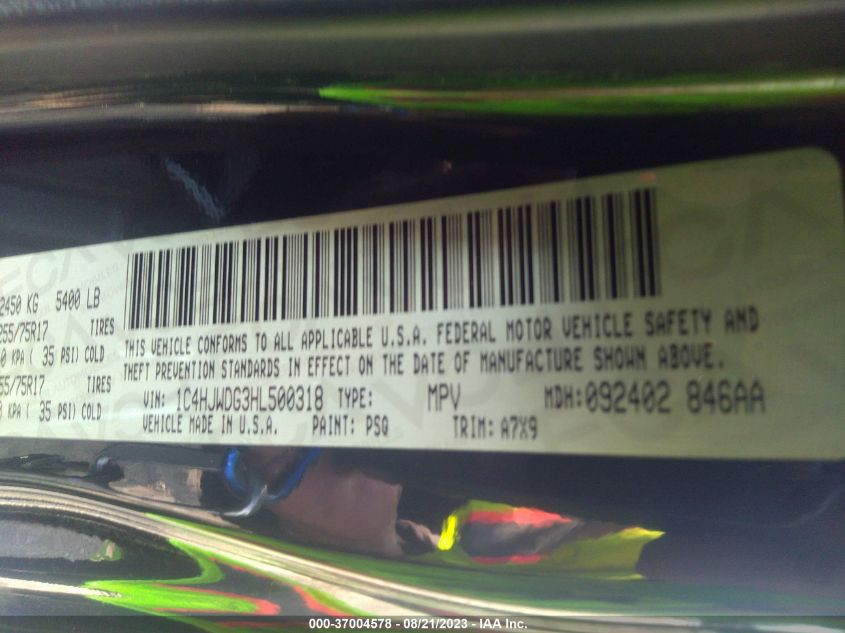 2450 KG 5400 LB
255/75R17 TIRES
KPA ( 35 PSI) COLD
55/75R17 TIRES
KPA ( 35 PSI) COLD
THIS VEHICLE CONFORMS TO ALL APPLICABLE U.S.A. FEDERAL MOTOR VEHICLE SAFETY AND
THEFT PREVENTION STANDARDS IN EFFECT ON THE DATE OF MANUFACTURE SHOWN ABOVE.
VIN: 1C4HJWDG3HL500318 TYPE: MPV MDH:092402 846AA
VEHICLE MADE IN U.S.A. PAINT: PSQ TRIM: A7X9
000-37004578 - 08/21/2023 - IAA Inc.